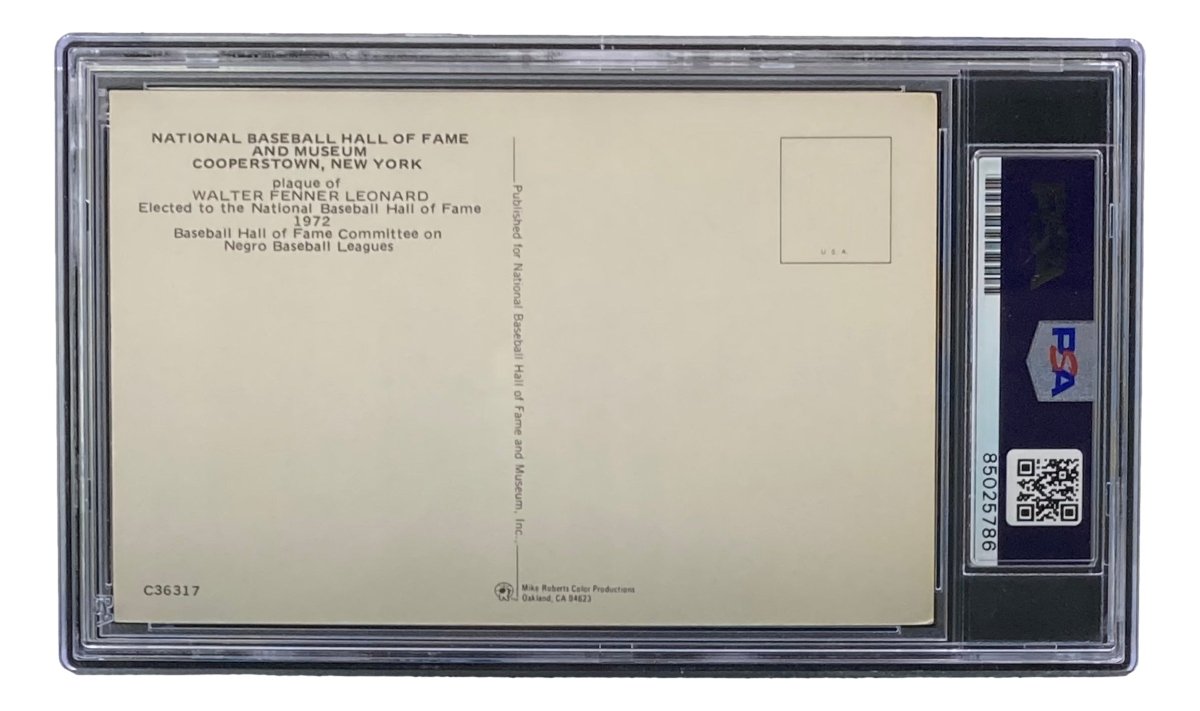 NATIONAL BASEBALL HALL OF FAME
AND MUSEUM
COOPERSTOWN, NEW YORK
plaque of
WALTER FENNER LEONARD
Elected to the National Baseball Hall of Fame
1972
Baseball Hall of Fame Committee on
Negro Baseball Leagues
Published for National Baseball Hall of Fame and Museum, Inc.,
U.S.A.
C36317
Mike Roberts Color Productions
Oakland, CA 94623
PSA
PSA
85025786